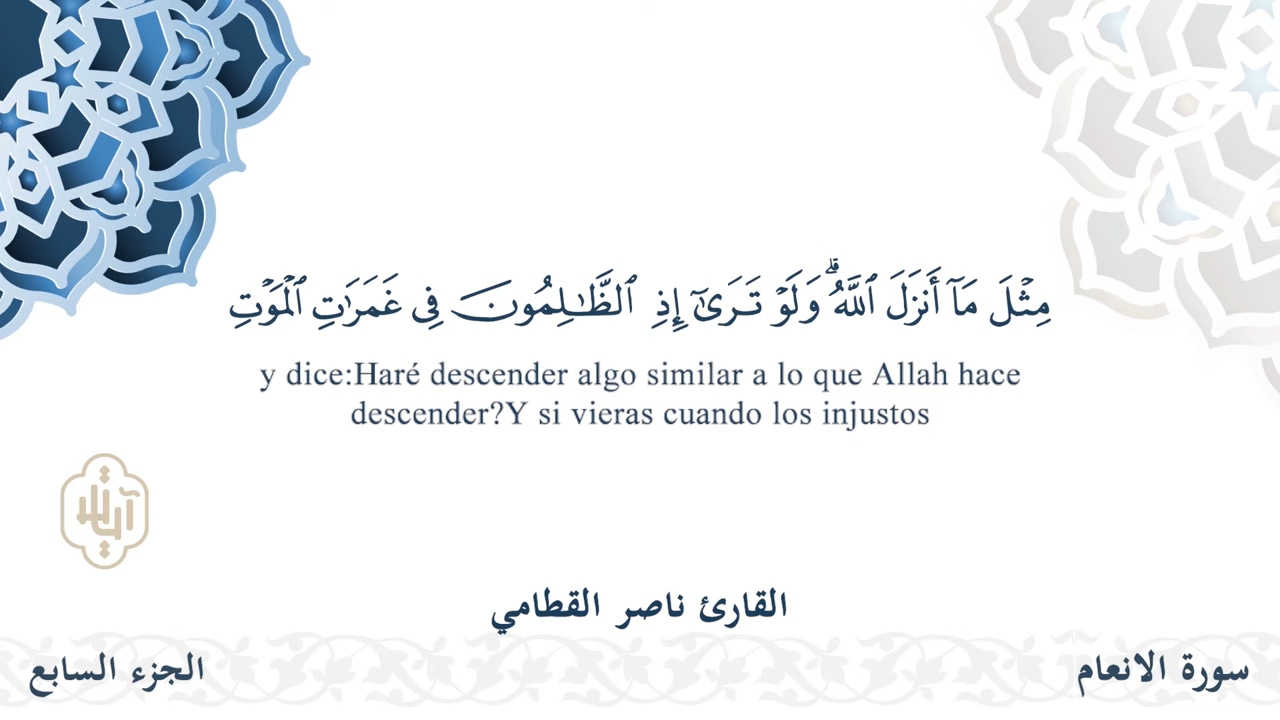 مِثْلَ مَآ أَنزَلَ ٱللَّهُ ۗ وَلَوْ تَرَىٰٓ إِذِ ٱلظَّـٰلِمُونَ فِى غَمَرَٰتِ ٱلْمَوْتِ
y dice:Haré descender algo similar a lo que Allah hace
descender?Y si vieras cuando los injustos
القارئ ناصر القطامي
سورة الانعام
الجزء السابع